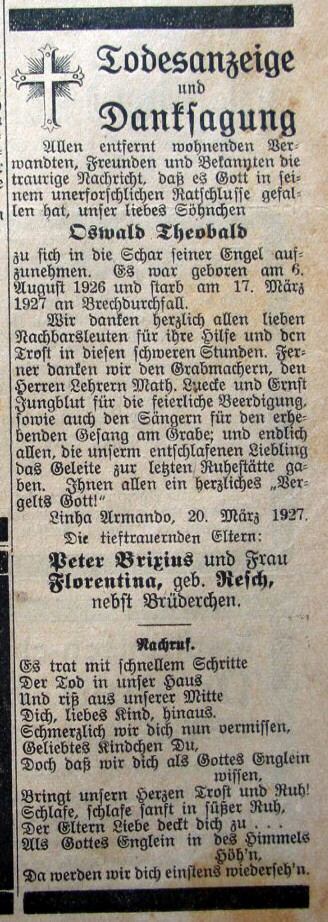 Todesanzeige
und
Danksagung
Allen entfernt wohnenden Ver-
wandten, Freunden und Bekannten die
traurige Nachricht, daß es Gott in sei-
nem unerforschlichen Ratschlusse gefal-
len hat, unser liebes Söhnchen
Oswald Theobald
zu sich in die Schar seiner Engel auf-
zunehmen. Es war geboren am 6.
August 1926 und starb am 17. März
1927 an Brechdurchfall.
Wir danken herzlich allen lieben
Nachbarsleuten für ihre Hilfe und den
Trost in diesen schweren Stunden. Fer-
ner danken wir den Grabmachern, den
Herren Lehrern Math. Luecke und Ernst
Jungblut für die feierliche Beerdigung,
sowie auch den Sängern für den erhe-
benden Gesang am Grabe; und endlich
allen, die unserm entschlafenen Liebling
das Geleite zur letzten Ruhestätte ga-
ben. Ihnen allen ein herzliches „Ver-
gelts Gott!“
Linha Armando, 20. März 1927.
Die tieftrauernden Eltern:
Peter Brixius und Frau
Florentina, geb. Resch,
nebst Brüderchen.
Nachruf.
Es trat mit schnellem Schritte
Der Tod in unser Haus
Und riß aus unserer Mitte
Dich, liebes Kind, hinaus.
Schmerzlich wir dich nun vermissen,
Geliebtes Kindchen Du,
Doch daß wir dich als Gottes Englein
wissen,
Bringt unsern Herzen Trost und Ruh!
Schlafe, schlafe sanft in süßer Ruh,
Der Eltern Liebe deckt dich zu . . .
Als Gottes Englein in des Himmels
Höh'n,
Da werden wir dich einstens wiederseh'n.